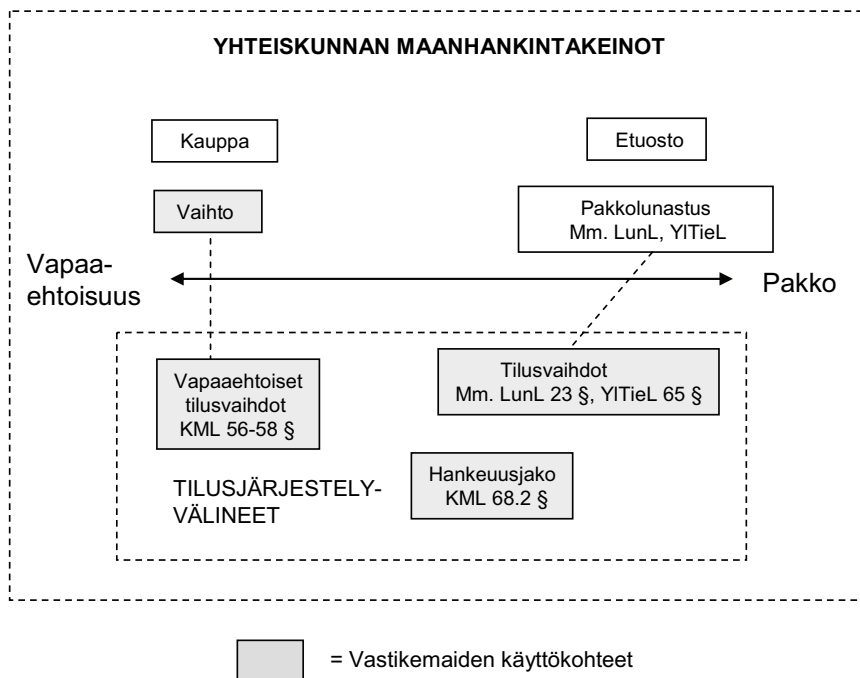 YHTEISKUNNAN MAANHANKINTAKEINOT
Kauppa
Etuosto
Vaihto
Pakkolunastus
Mm. LunL, YlTieL
Vapaa-
ehtoisuus
Pakko
Vapaaehtoiset
tilusvaihdot
KML 56-58 §
Tilusvaihdot
Mm. LunL 23 §, YlTieL 65 §
Hankeuusjako
KML 68.2 §
TILUSJÄRJESTELY-
VÄLINEET
= Vastikemaiden käyttökohteet